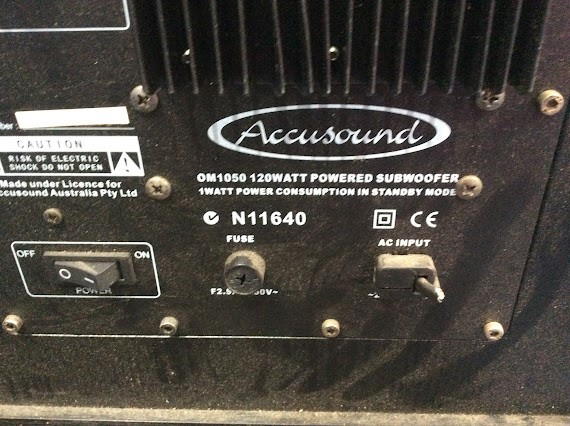 Accusound
OM1050 120WATT POWERED SUBWOOFER
1WATT POWER CONSUMPTION IN STANDBY MODE
CAUTION
RISK OF ELECTRIC
SHOCK DO NOT OPEN
Made under Licence for
Accusound Australia Pty Ltd
N11640
CE
FUSE
AC INPUT
OFF
ON
POWER